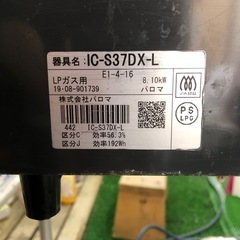 器具名: IC-S37DX-L
E1-4-16
LPガス用 8.10kW
19·08-901739 パロマ
株式会社パロマ
PS
LPG
442 IC-S37DX-L
区分C 効率56.3%
区分J 効率192Wh